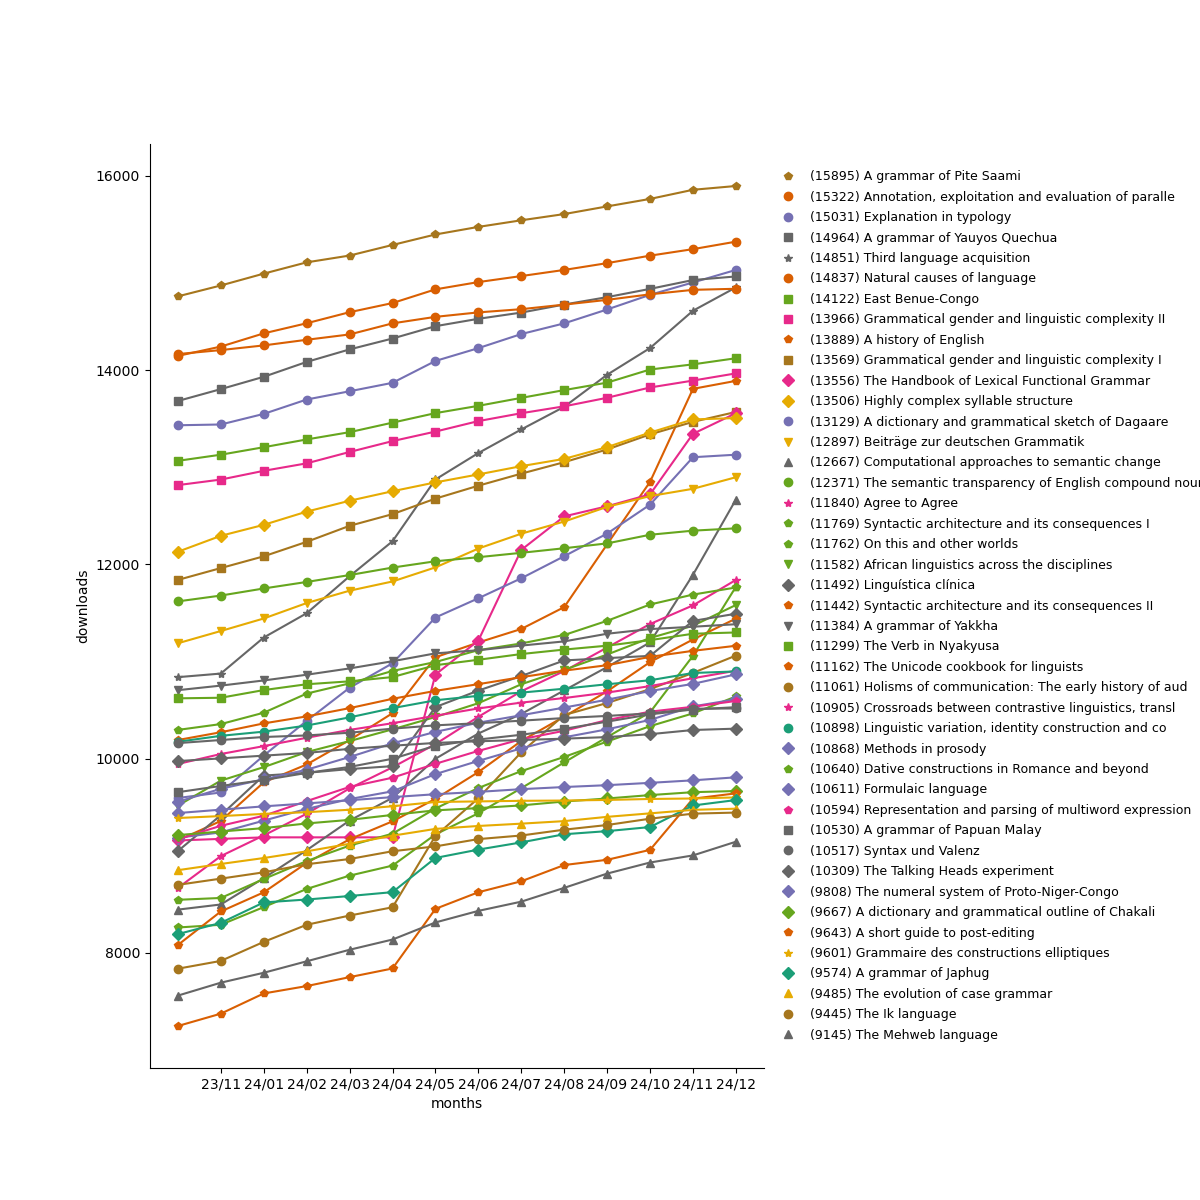 16000
14000
12000
10000
8000
downloads
23/11 24/01 24/02 24/03 24/04 24/05 24/06 24/07 24/08 24/09 24/10 24/11 24/12
months
(15895) A grammar of Pite Saami
(15322) Annotation, exploitation and evaluation of paralle
(15031) Explanation in typology
(14964) A grammar of Yauyos Quechua
(14851) Third language acquisition
(14837) Natural causes of language
(14122) East Benue-Congo
(13966) Grammatical gender and linguistic complexity II
(13889) A history of English
(13569) Grammatical gender and linguistic complexity I
(13556) The Handbook of Lexical Functional Grammar
(13506) Highly complex syllable structure
(13129) A dictionary and grammatical sketch of Dagaare
(12897) Beiträge zur deutschen Grammatik
(12667) Computational approaches to semantic change
(12371) The semantic transparency of English compound nour
(11840) Agree to Agree
(11769) Syntactic architecture and its consequences I
(11762) On this and other worlds
(11582) African linguistics across the disciplines
(11492) Linguística clínica
(11442) Syntactic architecture and its consequences II
(11384) A grammar of Yakkha
(11299) The Verb in Nyakyusa
(11162) The Unicode cookbook for linguists
(11061) Holisms of communication: The early history of aud
(10905) Crossroads between contrastive linguistics, transl
(10898) Linguistic variation, identity construction and co
(10868) Methods in prosody
(10640) Dative constructions in Romance and beyond
(10611) Formulaic language
(10594) Representation and parsing of multiword expression
(10530) A grammar of Papuan Malay
(10517) Syntax und Valenz
(10309) The Talking Heads experiment
(9808) The numeral system of Proto-Niger-Congo
(9667) A dictionary and grammatical outline of Chakali
(9643) A short guide to post-editing
(9601) Grammaire des constructions elliptiques
(9574) A grammar of Japhug
(9485) The evolution of case grammar
(9445) The Ik language
(9145) The Mehweb language